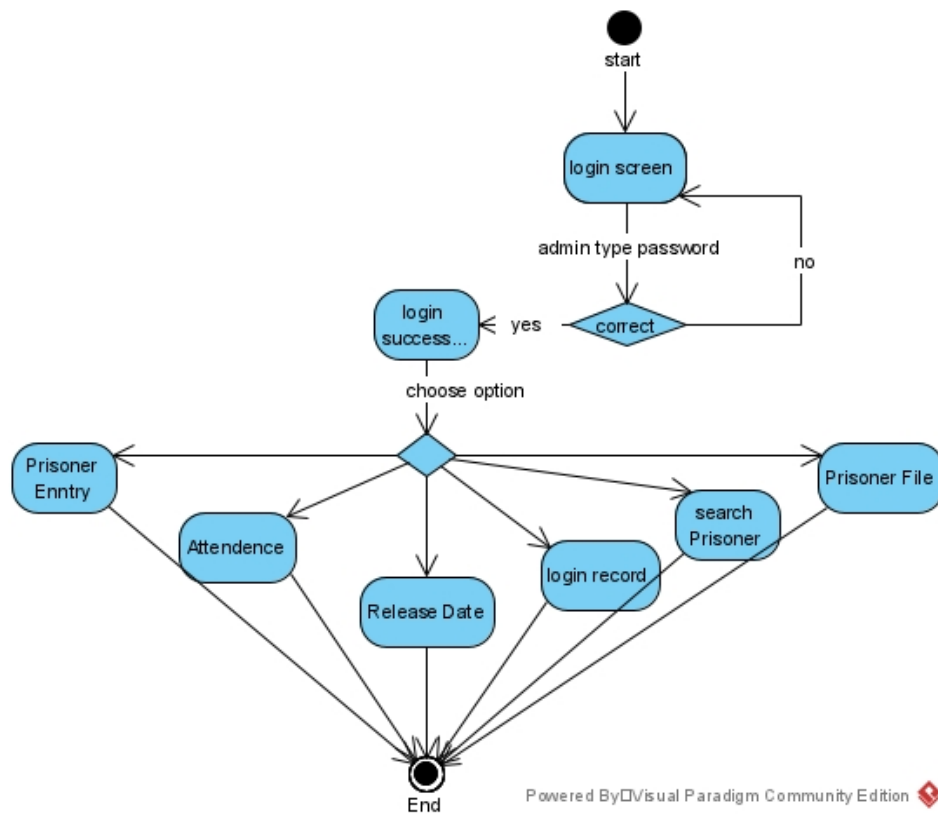 start
login screen
admin type password
no
login
success...
yes
correct
choose option
Prisoner
Enntry
Prisoner File
search
Prisoner
Attendence
login record
Release Date
End
Powered By□Visual Paradigm Community Edition